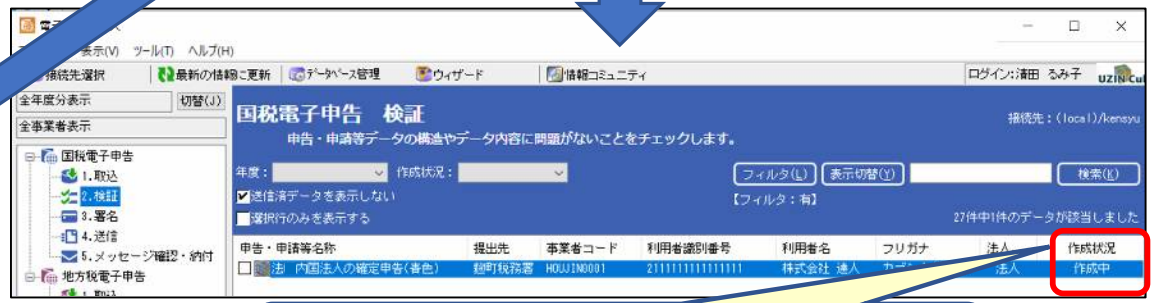 表示(V) ツール(T) ヘルプ(H)
接続先選択 最新の情報に更新 データベース管理 ウィザード 情報コミュニティ ログイン:濱田 るみ子
全年度分表示 切替(J)
全事業者表示
国税電子申告
1.取込
2.検証
3.署名
4.送信
5.メッセージ確認・納付
地方税電子申告
国税電子申告 検証
接続先:(local)/kensyu
申告・申請等データの構造やデータ内容に問題がないことをチェックします。
年度: 作成状況: フィルタ(L) 表示切替(Y) 検索(K)
送信済データを表示しない 【フィルタ:有】
選択行のみを表示する 27件中1件のデータが該当しました
申告・申請等名称 提出先 事業者コード 利用者識別番号 利用者名 フリガナ 法人 作成状況
内国法人の確定申告(青色) 麹町税務署 HOUJIN0001 2111111111111111 株式会社 達人 法人 作成中